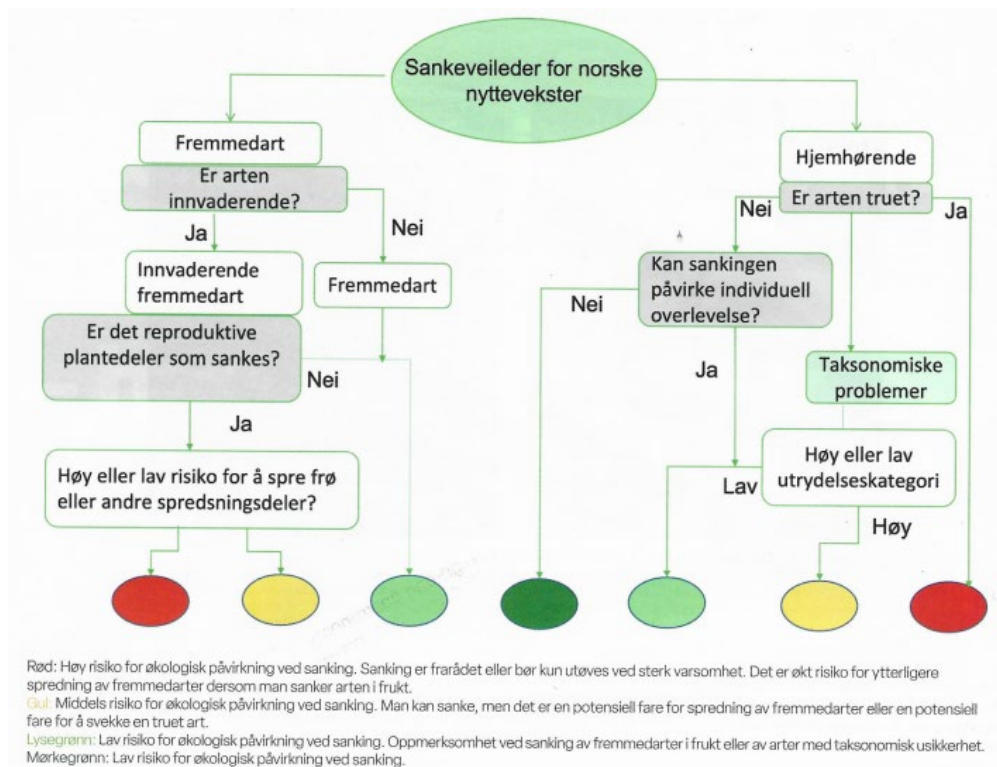 Sankeveileder for norske
nyttevekster
Fremmedart
Er arten
innvaderende?
Ja
Nei
Innvaderende
fremmedart
Fremmedart
Er det reproduktive
plantedeler som sankes?
Nei
Ja
Høy eller lav risiko for å spre frø
eller andre spredsningsdeler?
Hjemhørende
Er arten truet?
Nei
Ja
Kan sankingen
påvirke individuell
overlevelse?
Nei
Ja
Taksonomiske
problemer
Høy eller lav
utrydelseskategori
Lav
Høy
Rød: Høy risiko for økologisk påvirkning ved sanking. Sanking er frarådet eller bør kun utøves ved sterk varsomhet. Det er økt risiko for ytterligere
spredning av fremmedarter dersom man sanker arten i frukt.
Gul: Middels risiko for økologisk påvirkning ved sanking. Man kan sanke, men det er en potensiell fare for spredning av fremmedarter eller en potensiell
fare for å svekke en truet art.
Lysegrønn: Lav risiko for økologisk påvirkning ved sanking. Oppmerksomhet ved sanking av fremmedarter i frukt eller av arter med taksonomisk usikkerhet.
Mørkegrønn: Lav risiko for økologisk påvirkning ved sanking.